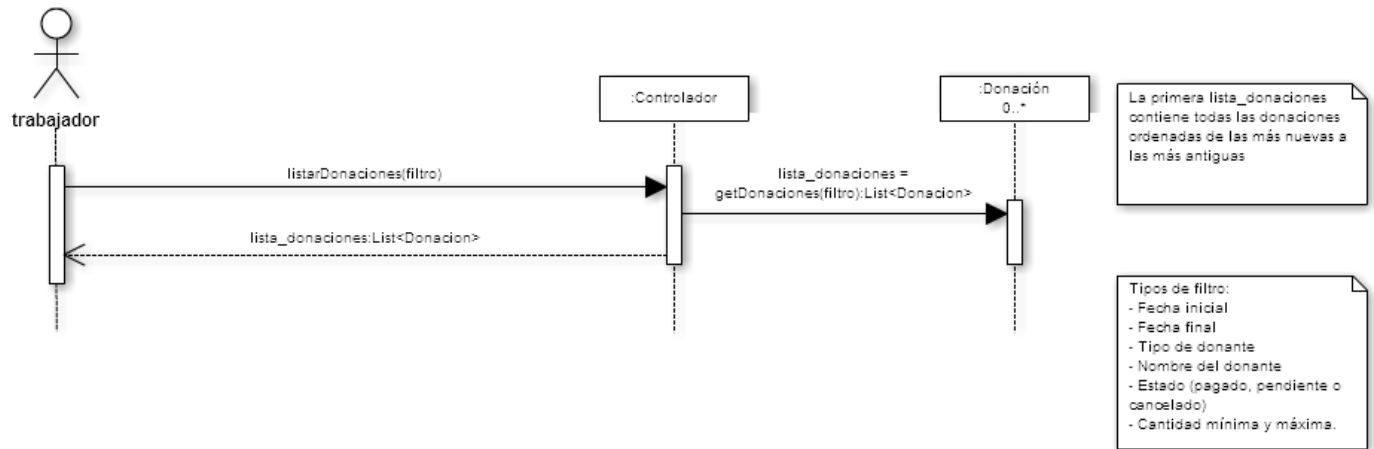 trabajador
:Controlador
:Donación
0..*
La primera lista_donaciones
contiene todas las donaciones
ordenadas de las más nuevas a
las más antiguas
listarDonaciones(filtro)
lista_donaciones =
getDonaciones(filtro):List<Donacion>
lista_donaciones:List<Donacion>
Tipos de filtro:
- Fecha inicial
- Fecha final
- Tipo de donante
- Nombre del donante
- Estado (pagado, pendiente o
cancelado)
- Cantidad mínima y máxima.